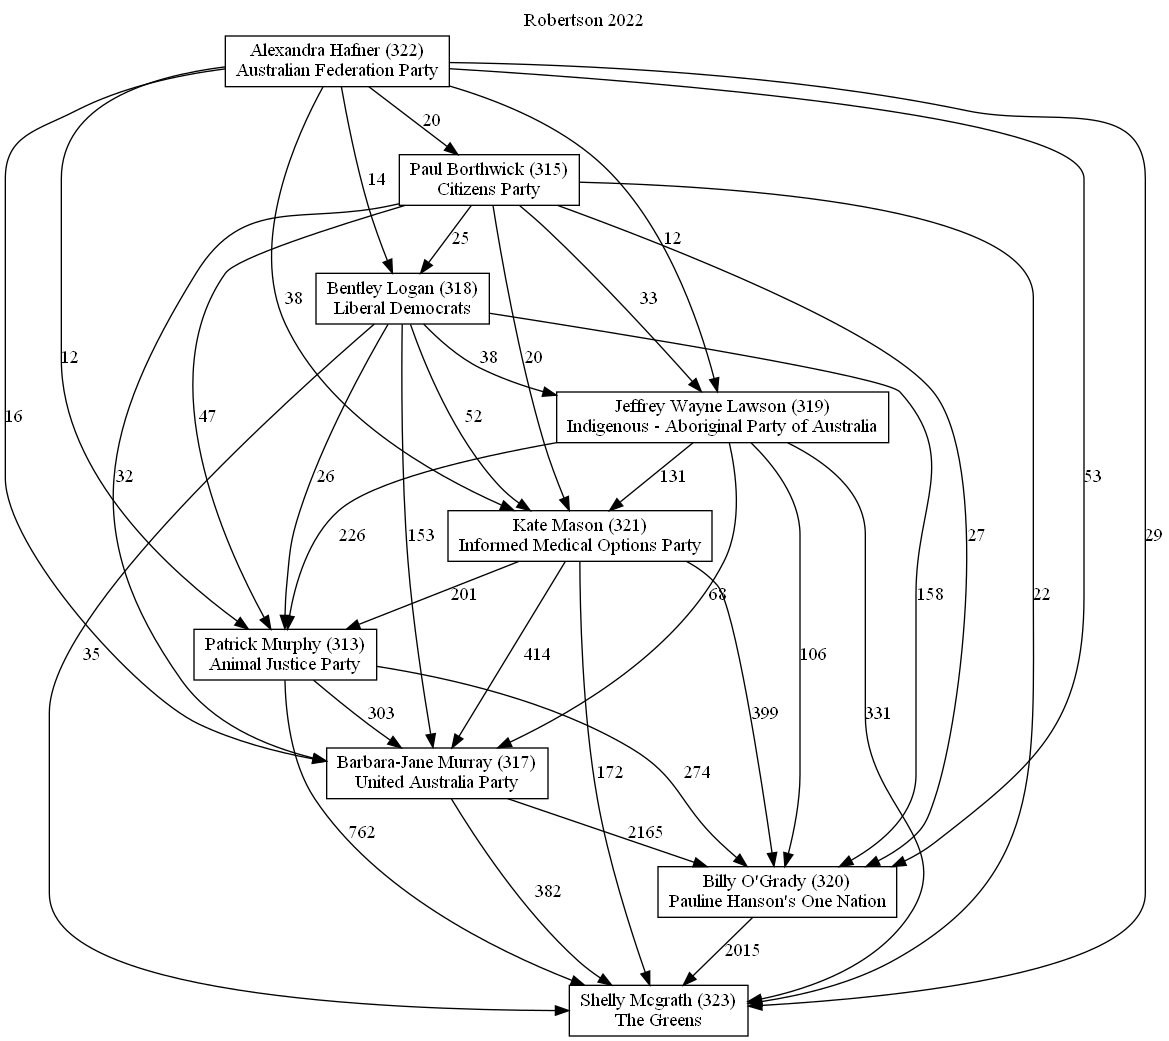 Robertson 2022
Alexandra Hafner (322)
Australian Federation Party
20
Paul Borthwick (315)
Citizens Party
14
25
12
Bentley Logan (318)
Liberal Democrats
38
33
12
38
20
Jeffrey Wayne Lawson (319)
Indigenous - Aboriginal Party of Australia
16
47
52
32
26
131
53
Kate Mason (321)
Informed Medical Options Party
226
153
27
29
201
68
158
22
Patrick Murphy (313)
Animal Justice Party
35
414
106
303
399
331
Barbara-Jane Murray (317)
United Australia Party
172
274
762
2165
Billy O'Grady (320)
Pauline Hanson's One Nation
382
2015
Shelly Mcgrath (323)
The Greens